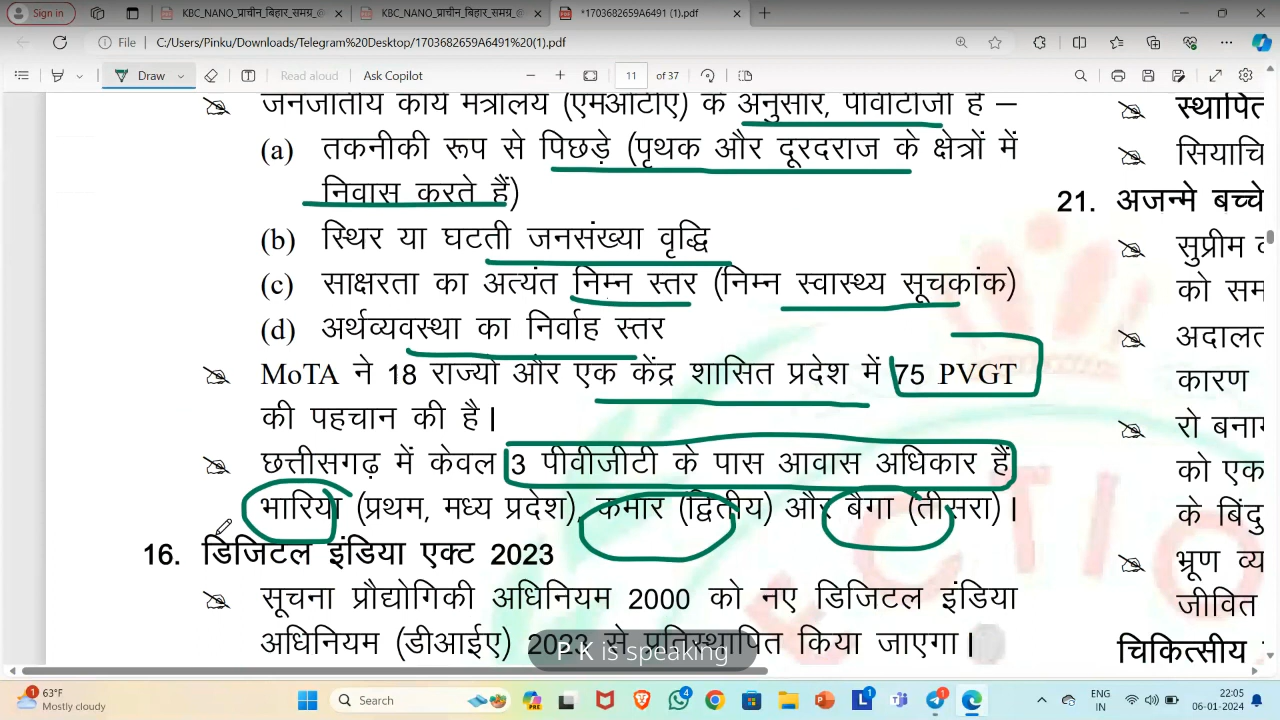 Sign in
KBC_NANO_प्राचीन_बिहार_समग्र_@
KBC_NANO_प्राचीन_बिहार_समग्र_@
*1703682659A6491 (1).pdf
File C:/Users/Pinku/Downloads/Telegram%20Desktop/1703682659A6491%20(1).pdf
Draw
Read aloud
Ask Copilot
11 of 37
जनजातीय कार्य मंत्रालय (एमओटीए) के अनुसार, पीवीटीजी हैं –
(a) तकनीकी रूप से पिछड़े (पृथक और दूरदराज के क्षेत्रों में
निवास करते हैं)
(b) स्थिर या घटती जनसंख्या वृद्धि
(c) साक्षरता का अत्यंत निम्न स्तर (निम्न स्वास्थ्य सूचकांक)
(d) अर्थव्यवस्था का निर्वाह स्तर
MoTA ने 18 राज्यों और एक केंद्र शासित प्रदेश में 75 PVGT
की पहचान की है।
छत्तीसगढ़ में केवल 3 पीवीजीटी के पास आवास अधिकार हैं
भारिया (प्रथम, मध्य प्रदेश), कमार (द्वितीय) और बैगा (तीसरा)।
16. डिजिटल इंडिया एक्ट 2023
सूचना प्रौद्योगिकी अधिनियम 2000 को नए डिजिटल इंडिया
अधिनियम (डीआईए) 2023 से प्रतिस्थापित किया जाएगा।
स्थापित
सियाचि
21. अजन्मे बच्चे
सुप्रीम
को सम
अदालत
कारण
रो बना
को एक
के बिंदु
भ्रूण व्य
जीवित
चिकित्सीय
P K is speaking
1
63°F
Mostly cloudy
Search
PRE
4
1
1
ENG
IN
22:05
06-01-2024